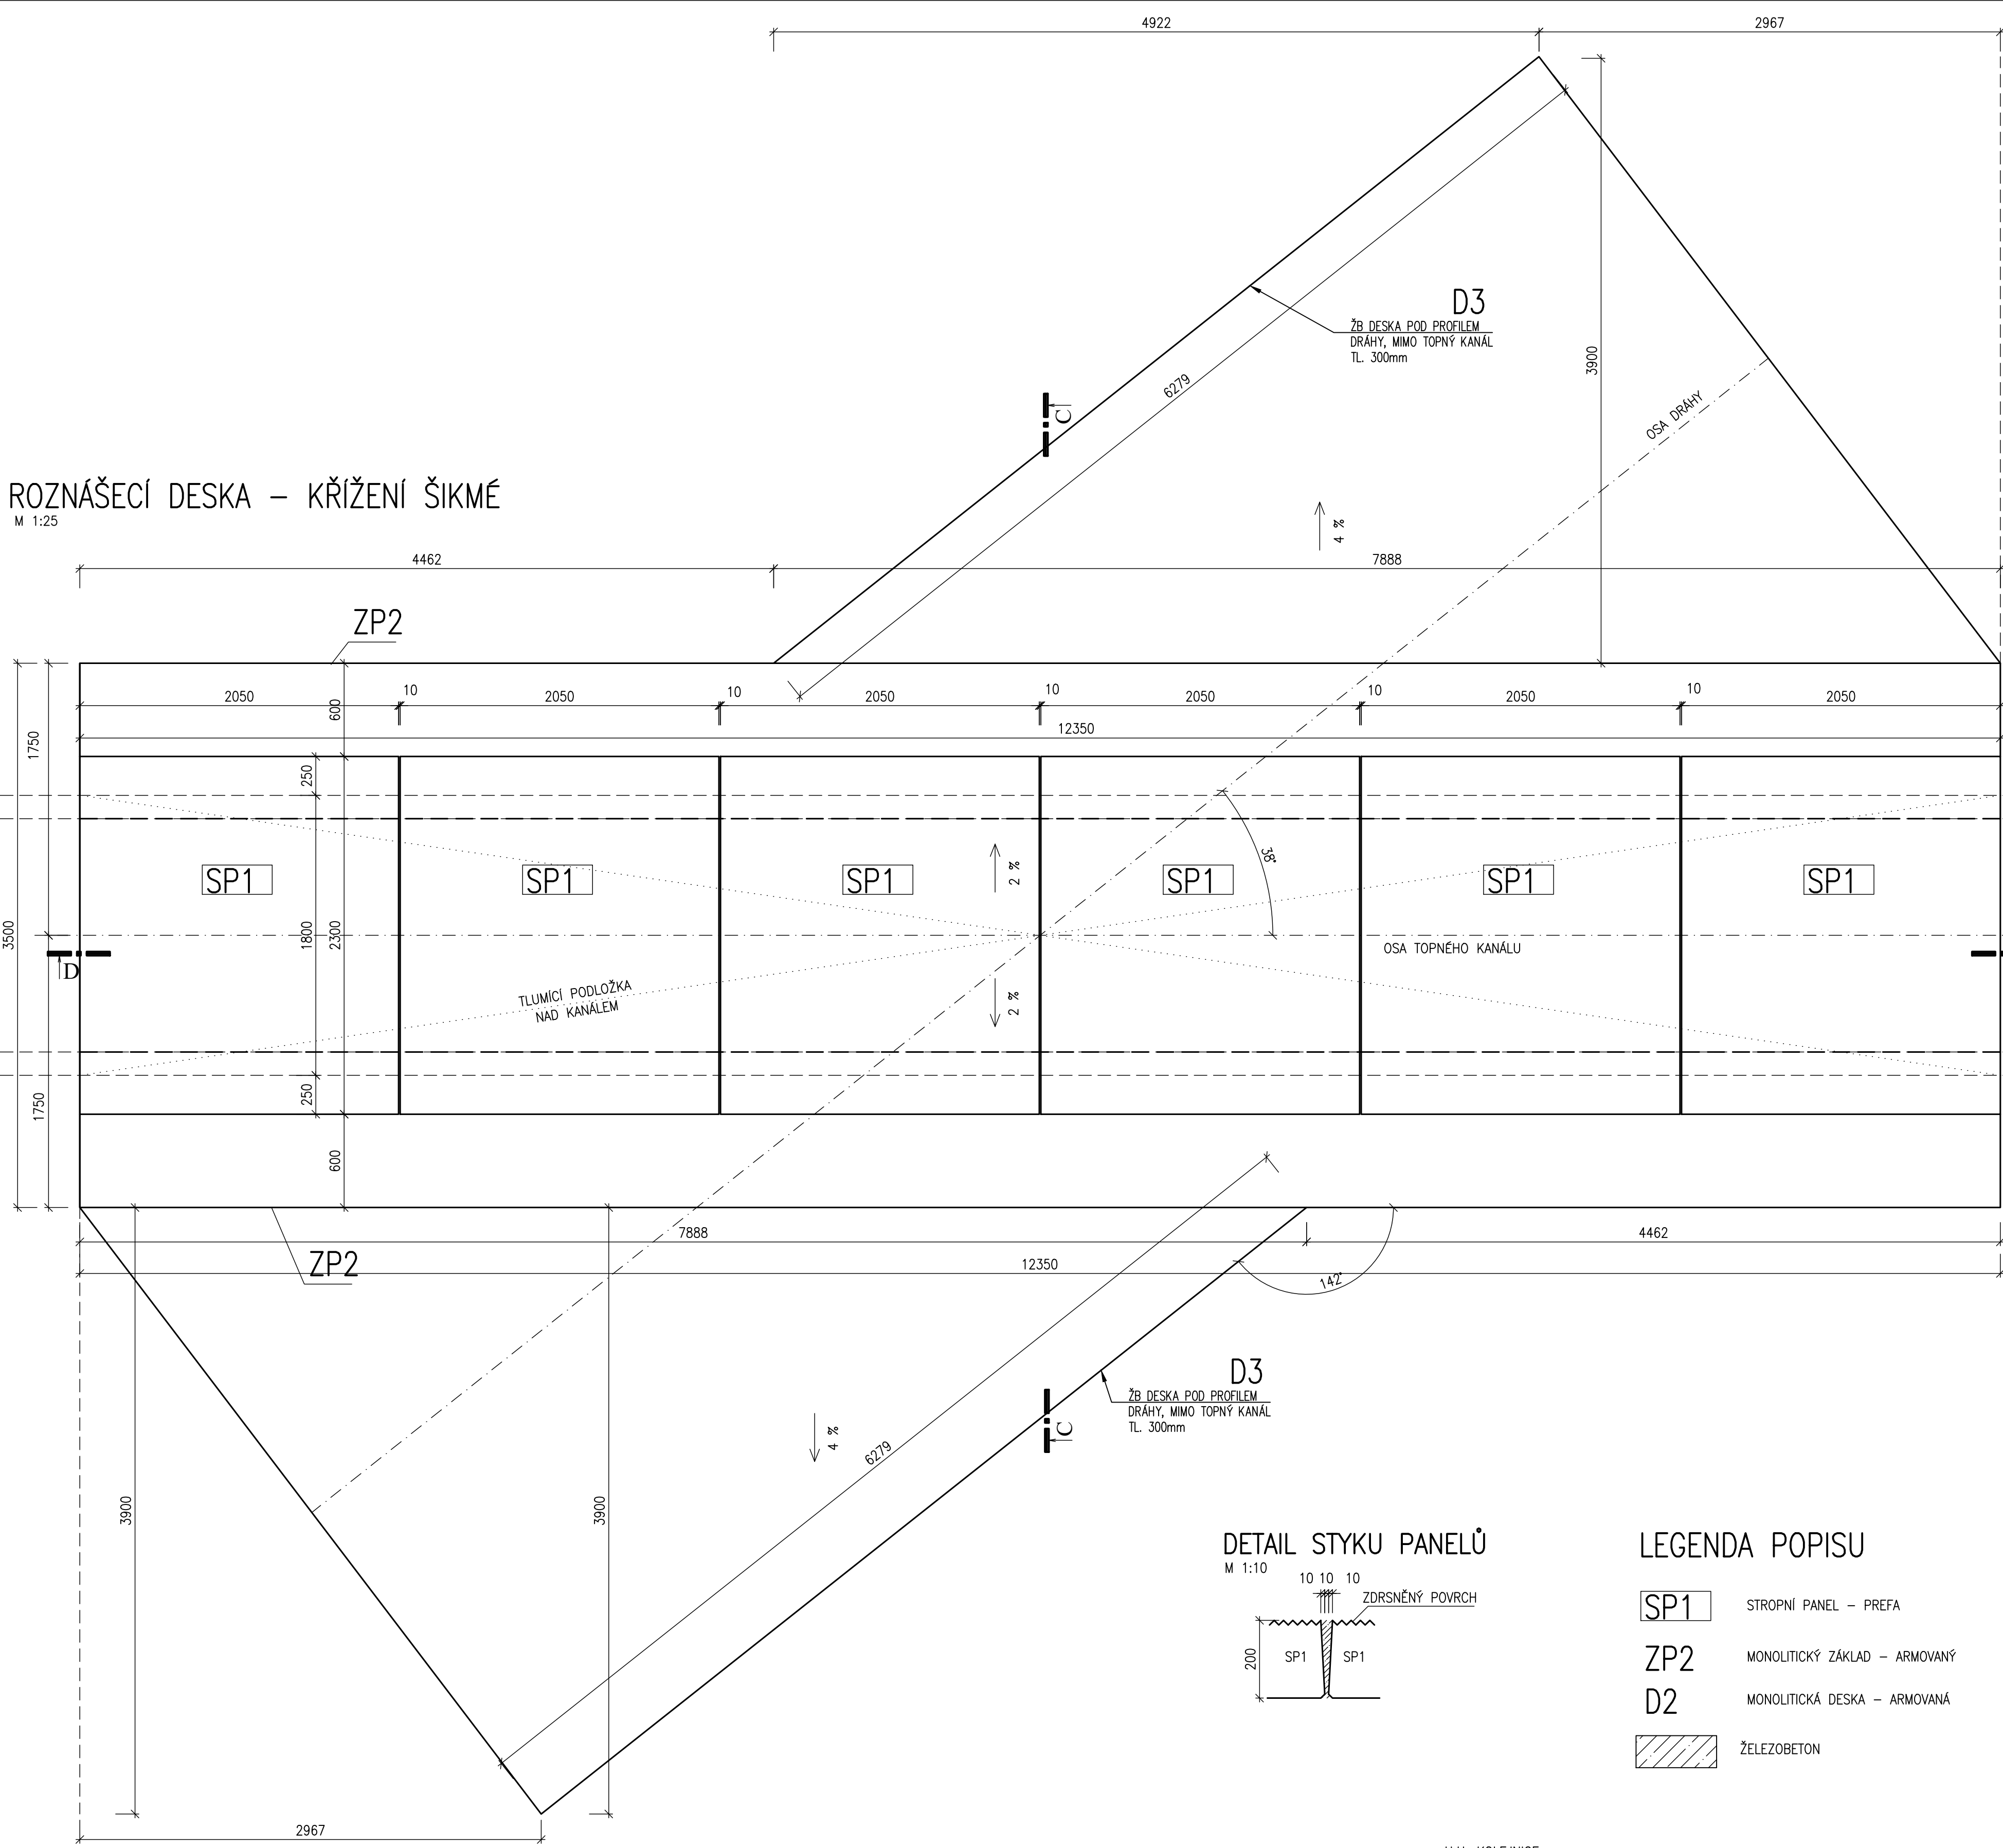 4922
2967
D3
ŽB DESKA POD PROFILEM
DRÁHY, MIMO TOPNÝ KANÁL
TL. 300mm
3900
6279
OSA DRÁHY
C
4 %
ROZNÁŠECÍ DESKA – KŘÍŽENÍ ŠIKMÉ
M 1:25
4462
7888
ZP2
2050
10
2050
10
2050
10
2050
10
2050
10
2050
600
12350
1750
250
SP1
SP1
SP1
SP1
SP1
SP1
38°
2 %
3500
1800
2300
OSA TOPNÉHO KANÁLU
D
TLUMÍCÍ PODLOŽKA
NAD KANÁLEM
2 %
1750
250
600
7888
4462
ZP2
12350
142°
D3
ŽB DESKA POD PROFILEM
DRÁHY, MIMO TOPNÝ KANÁL
TL. 300mm
C
4 %
6279
3900
3900
2967
DETAIL STYKU PANELŮ
M 1:10
10 10 10
ZDRSNĚNÝ POVRCH
200
SP1
SP1
LEGENDA POPISU
SP1 STROPNÍ PANEL – PREFA
ZP2 MONOLITICKÝ ZÁKLAD – ARMOVANÝ
D2 MONOLITICKÁ DESKA – ARMOVANÁ
ŽELEZOBETON